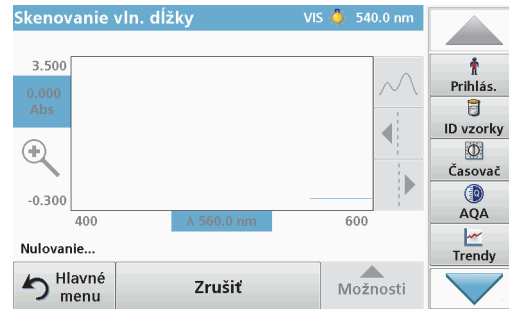 Skenovanie vln. dĺžky VIS 540.0 nm
3.500
0.000
Abs
-0.300
400 λ 560.0 nm 600
Nulovanie...
Hlavné
menu
Zrušiť
Možnosti
Prihlás.
ID vzorky
Časovač
AQA
Trendy